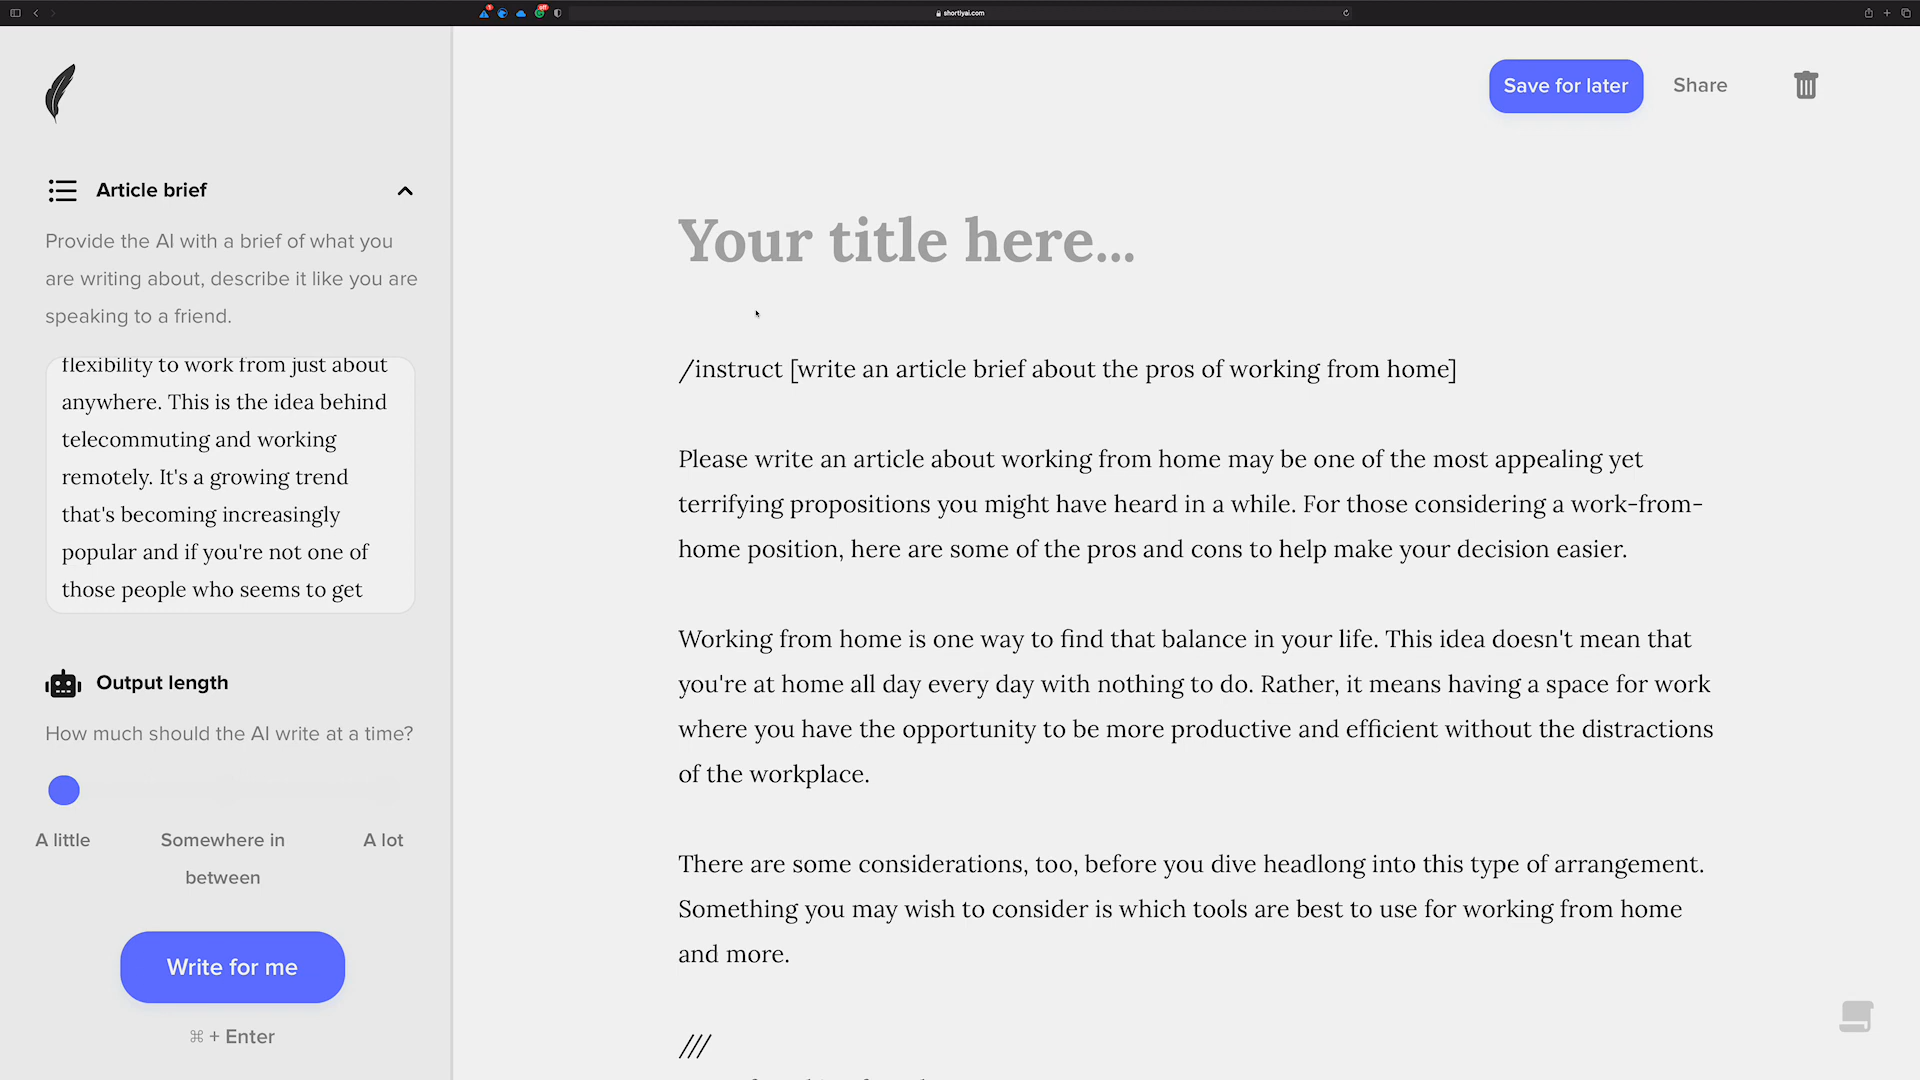 shortlyai.com
Save for later
Share
Article brief
Provide the AI with a brief of what you
are writing about, describe it like you are
speaking to a friend.
flexibility to work from just about
anywhere. This is the idea behind
telecommuting and working
remotely. It's a growing trend
that's becoming increasingly
popular and if you're not one of
those people who seems to get
Output length
How much should the AI write at a time?
A little
Somewhere in
between
A lot
Write for me
⌘ + Enter
Your title here...
/instruct [write an article brief about the pros of working from home]
Please write an article about working from home may be one of the most appealing yet
terrifying propositions you might have heard in a while. For those considering a work-from-
home position, here are some of the pros and cons to help make your decision easier.
Working from home is one way to find that balance in your life. This idea doesn't mean that
you're at home all day every day with nothing to do. Rather, it means having a space for work
where you have the opportunity to be more productive and efficient without the distractions
of the workplace.
There are some considerations, too, before you dive headlong into this type of arrangement.
Something you may wish to consider is which tools are best to use for working from home
and more.
///